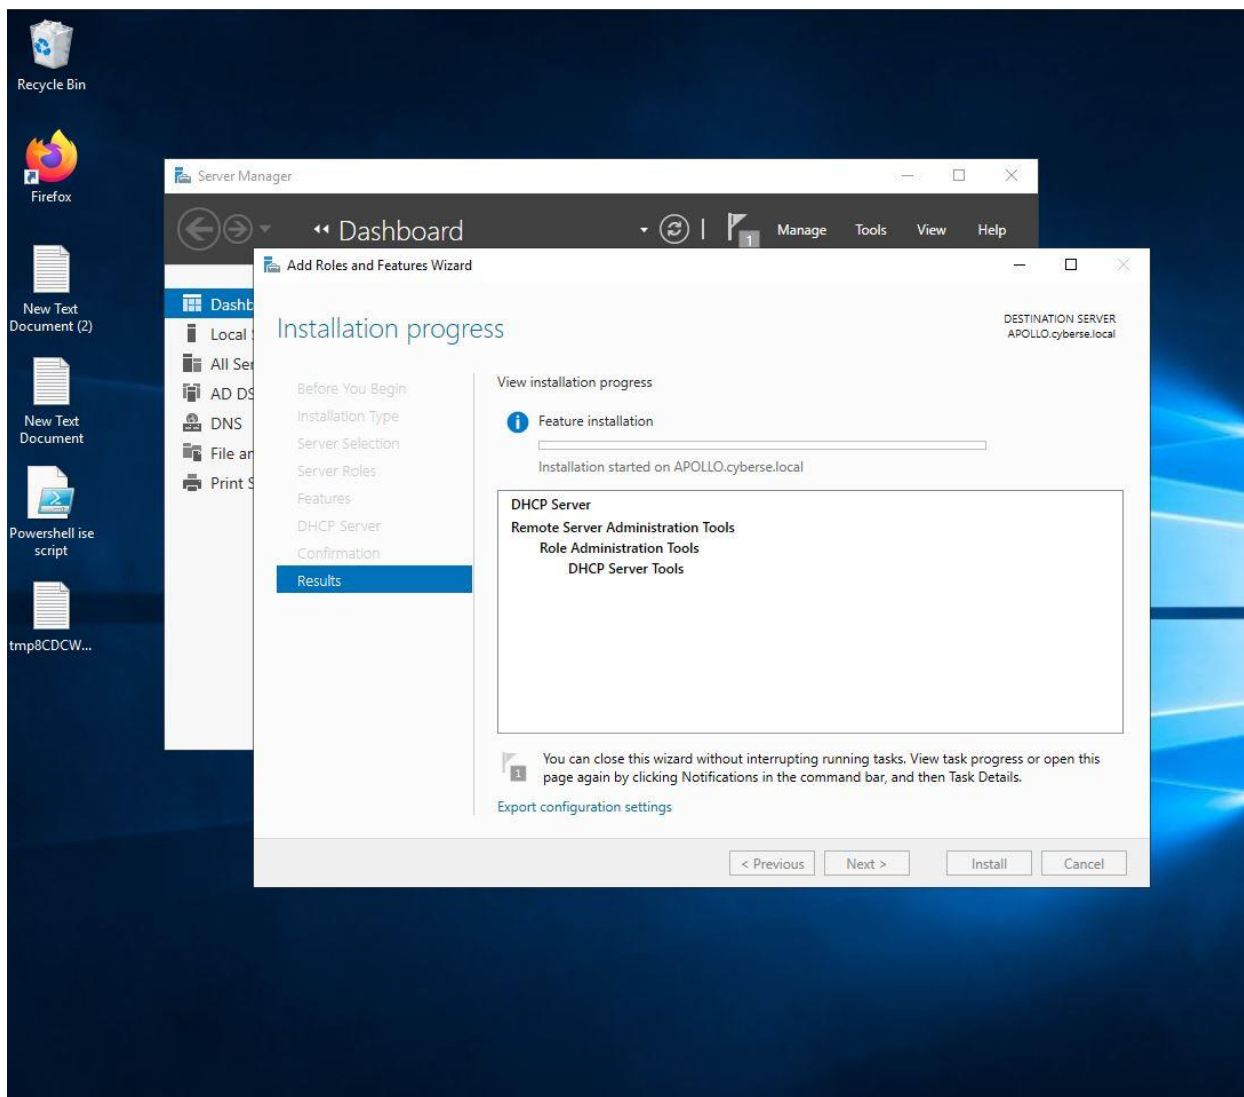 Recycle Bin
Firefox
New Text
Document (2)
New Text
Document
Powershell ise
script
tmp8CDCW...
Server Manager
Dashboard
1
Manage
Tools
View
Help
Dashb
Local S
All Ser
AD DS
DNS
File an
Print S
Add Roles and Features Wizard
Installation progress
DESTINATION SERVER
APOLLO.cyberse.local
Before You Begin
Installation Type
Server Selection
Server Roles
Features
DHCP Server
Confirmation
Results
View installation progress
Feature installation
Installation started on APOLLO.cyberse.local
DHCP Server
Remote Server Administration Tools
Role Administration Tools
DHCP Server Tools
1
You can close this wizard without interrupting running tasks. View task progress or open this
page again by clicking Notifications in the command bar, and then Task Details.
Export configuration settings
< Previous
Next >
Install
Cancel